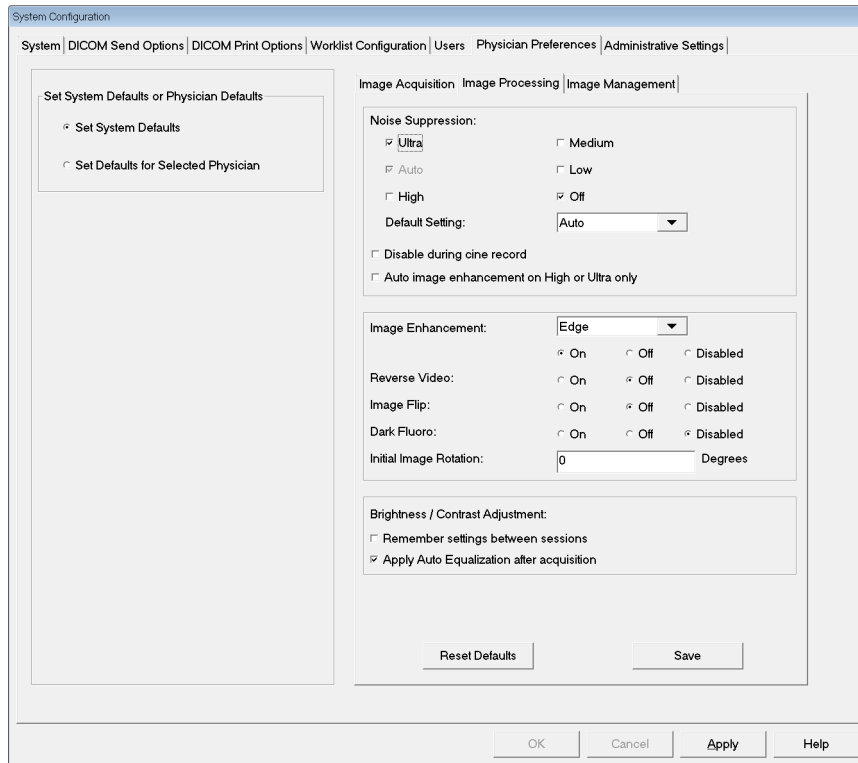 System Configuration
System DICOM Send Options DICOM Print Options Worklist Configuration Users Physician Preferences Administrative Settings
Set System Defaults or Physician Defaults
Set System Defaults
Set Defaults for Selected Physician
Image Acquisition Image Processing Image Management
Noise Suppression:
Ultra Medium
Auto Low
High Off
Default Setting: Auto
Disable during cine record
Auto image enhancement on High or Ultra only
Image Enhancement: Edge
On Off Disabled
Reverse Video: On Off Disabled
Image Flip: On Off Disabled
Dark Fluoro: On Off Disabled
Initial Image Rotation: 0 Degrees
Brightness / Contrast Adjustment:
Remember settings between sessions
Apply Auto Equalization after acquisition
Reset Defaults Save
OK Cancel Apply Help